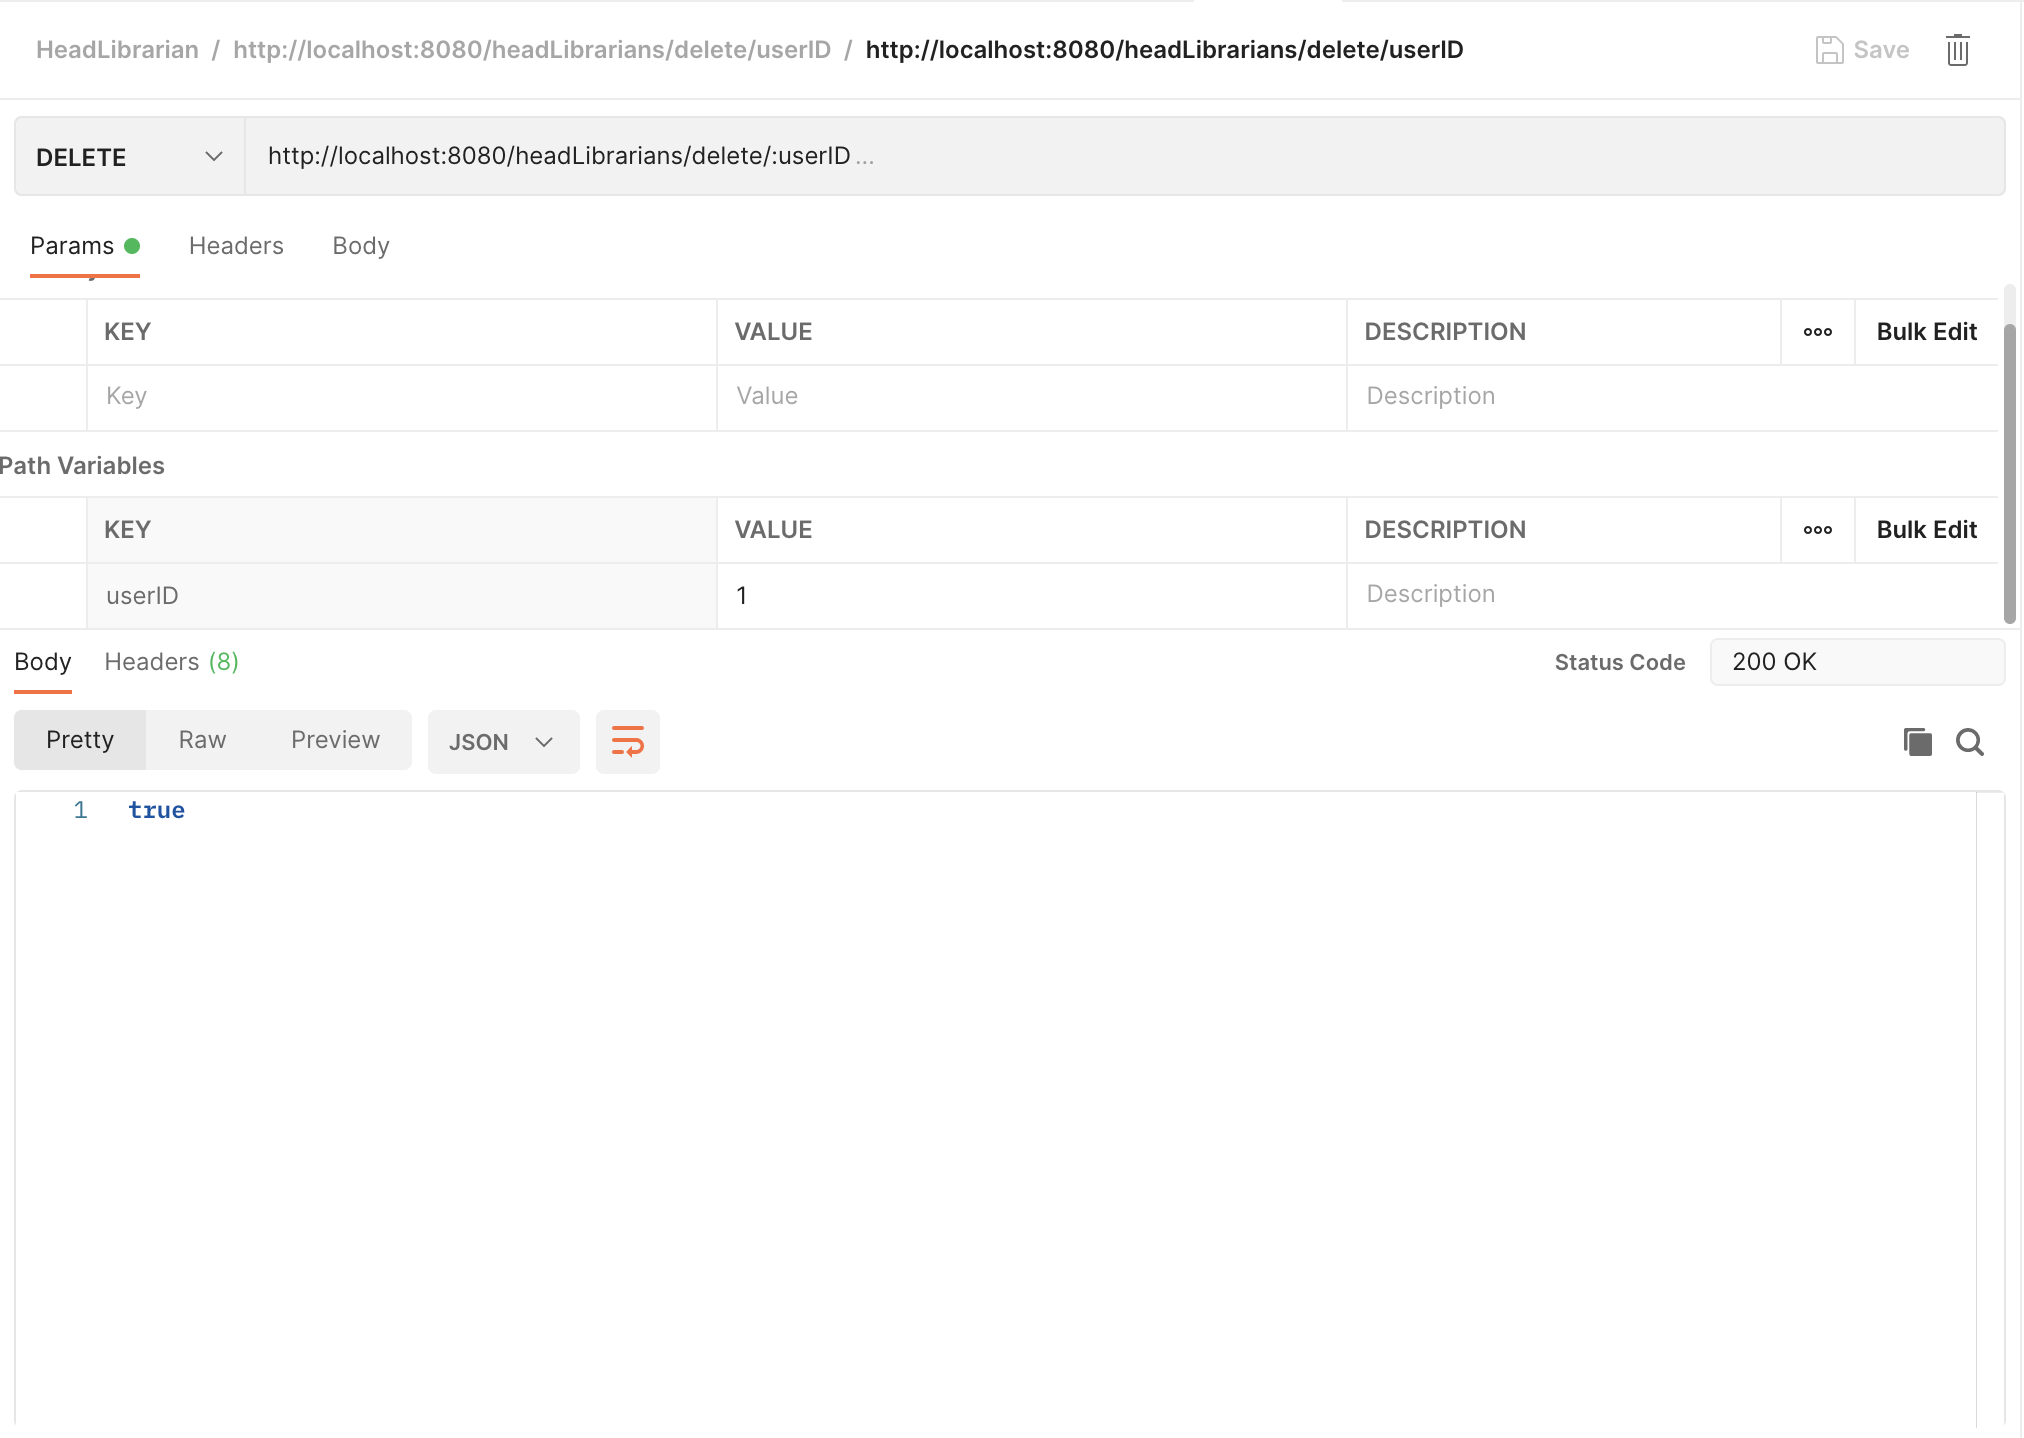 HeadLibrarian / http://localhost:8080/headLibrarians/delete/userID / http://localhost:8080/headLibrarians/delete/userID Save
DELETE http://localhost:8080/headLibrarians/delete/:userID ...
Params Headers Body
KEY VALUE DESCRIPTION ooo Bulk Edit
Key Value Description
Path Variables
KEY VALUE DESCRIPTION ooo Bulk Edit
userID 1 Description
Body Headers (8) Status Code 200 OK
Pretty Raw Preview JSON
1 true